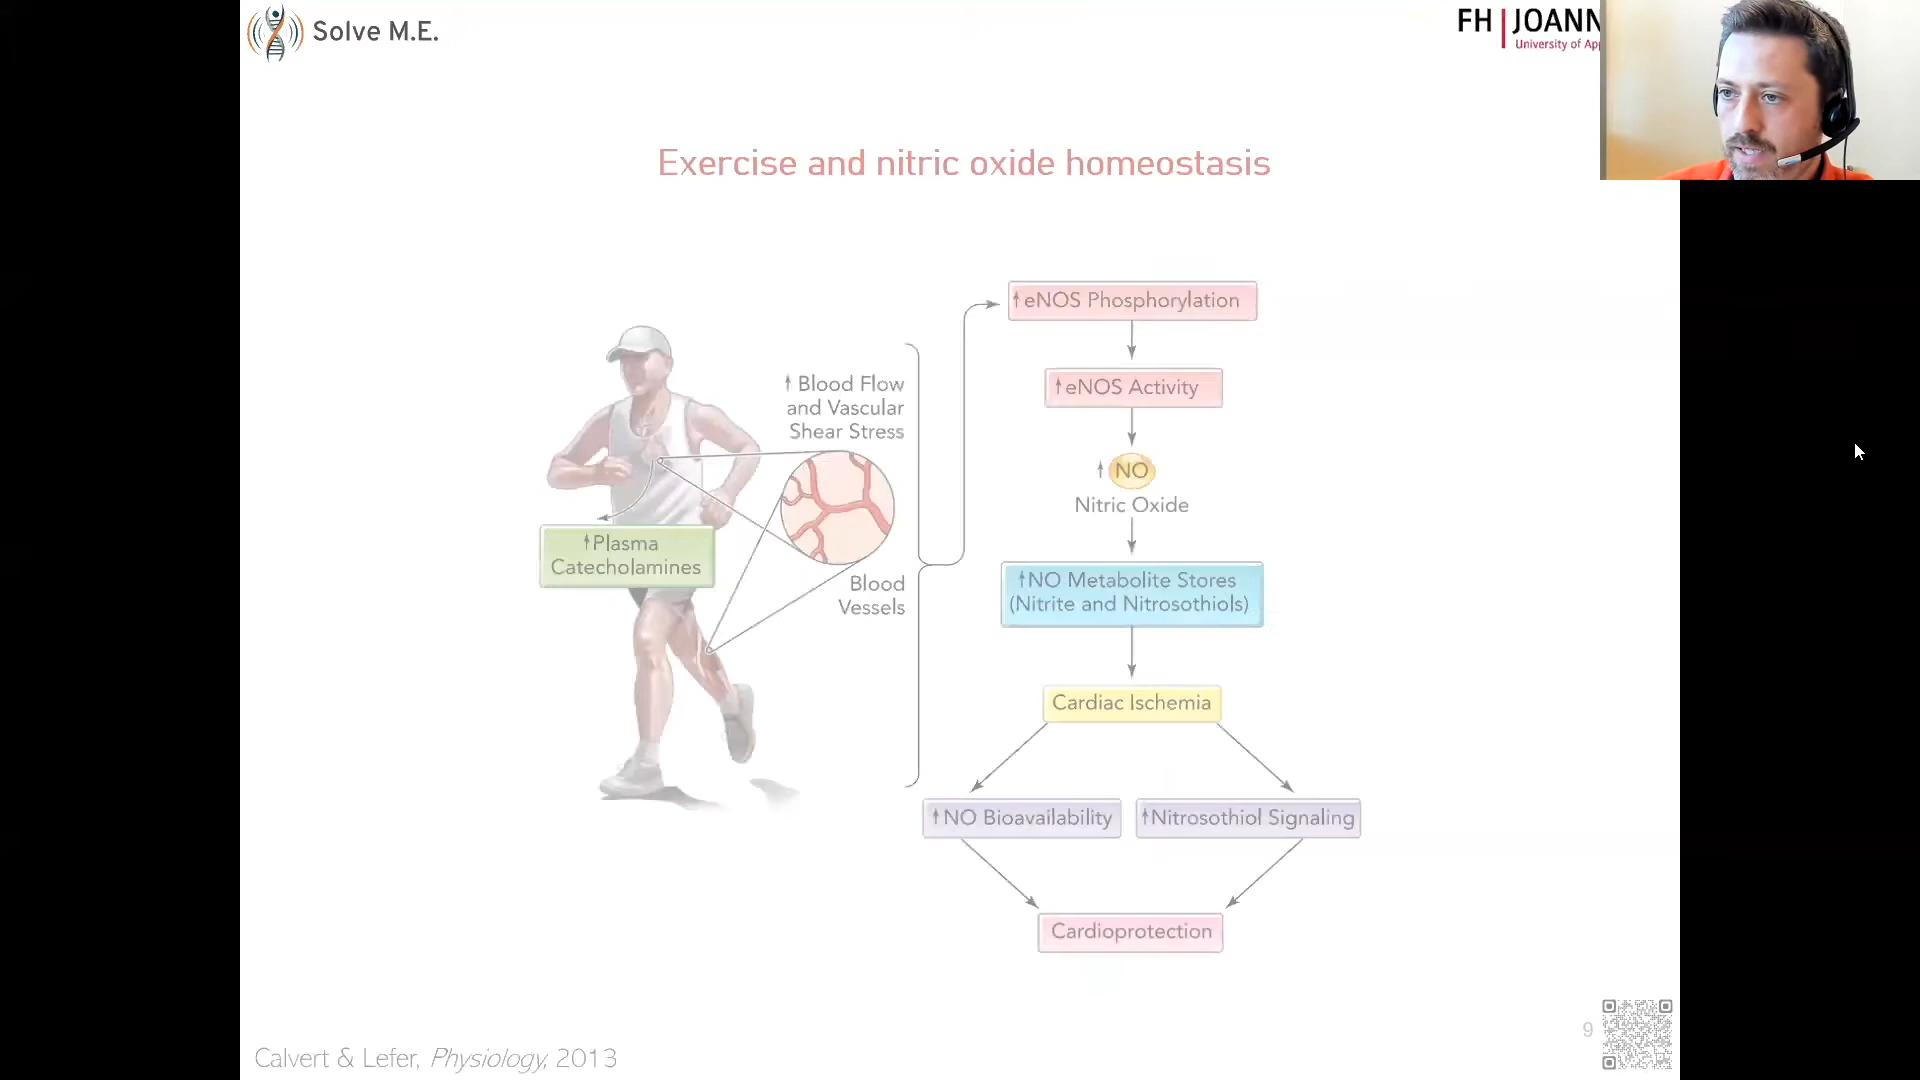 Solve M.E.
FH | JOANN
University of Ap
Exercise and nitric oxide homeostasis
↑ Blood Flow
and Vascular
Shear Stress
↑Plasma
Catecholamines
Blood
Vessels
↑eNOS Phosphorylation
↑eNOS Activity
↑ NO
Nitric Oxide
↑NO Metabolite Stores
(Nitrite and Nitrosothiols)
Cardiac Ischemia
↑NO Bioavailability
↑Nitrosothiol Signaling
Cardioprotection
9
Calvert & Lefer, Physiology, 2013